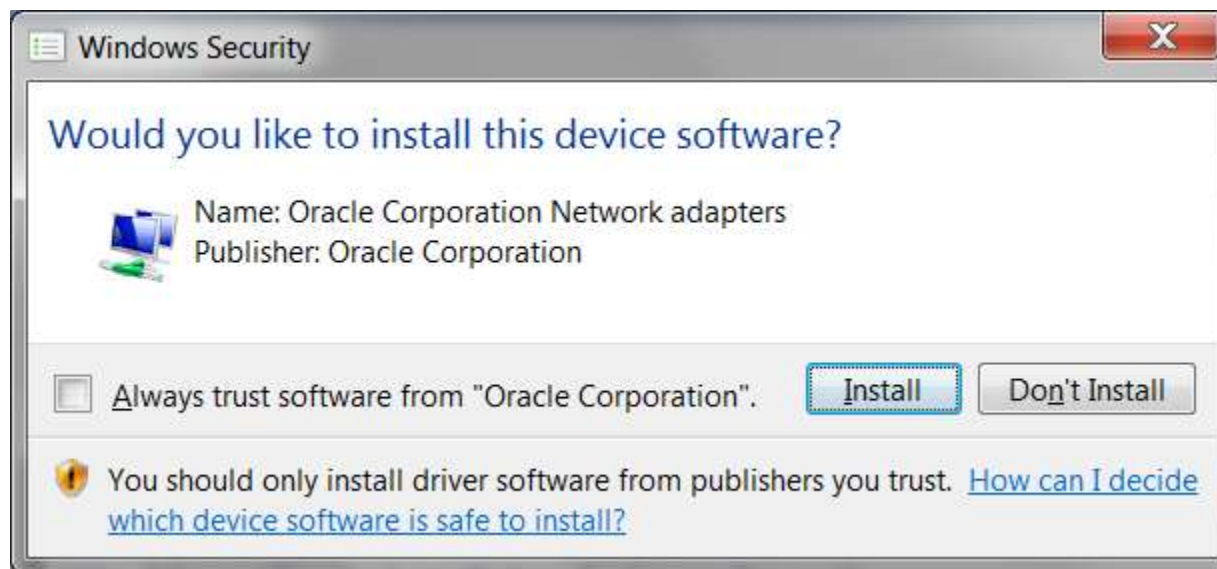 Windows Security
Would you like to install this device software?
Name: Oracle Corporation Network adapters
Publisher: Oracle Corporation
Always trust software from "Oracle Corporation".
Install
Don't Install
You should only install driver software from publishers you trust. How can I decide
which device software is safe to install?